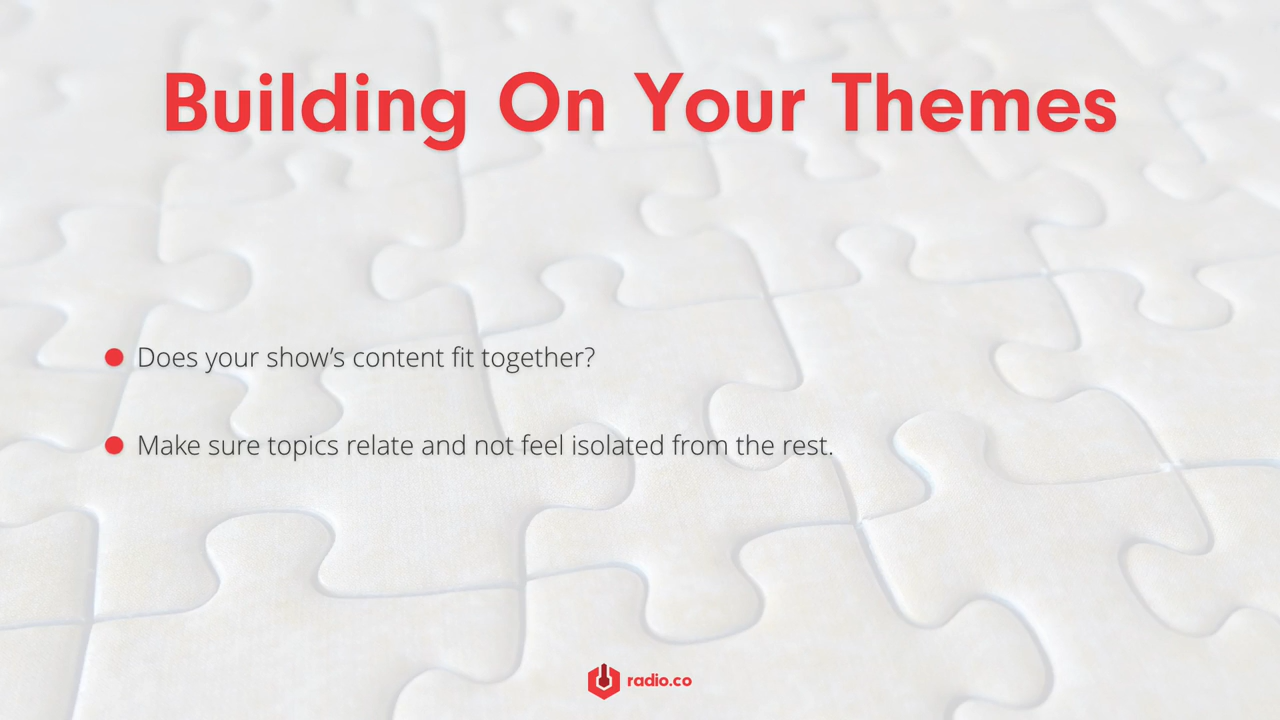 Building On Your Themes
Does your show’s content fit together?
Make sure topics relate and not feel isolated from the rest.
radio.co